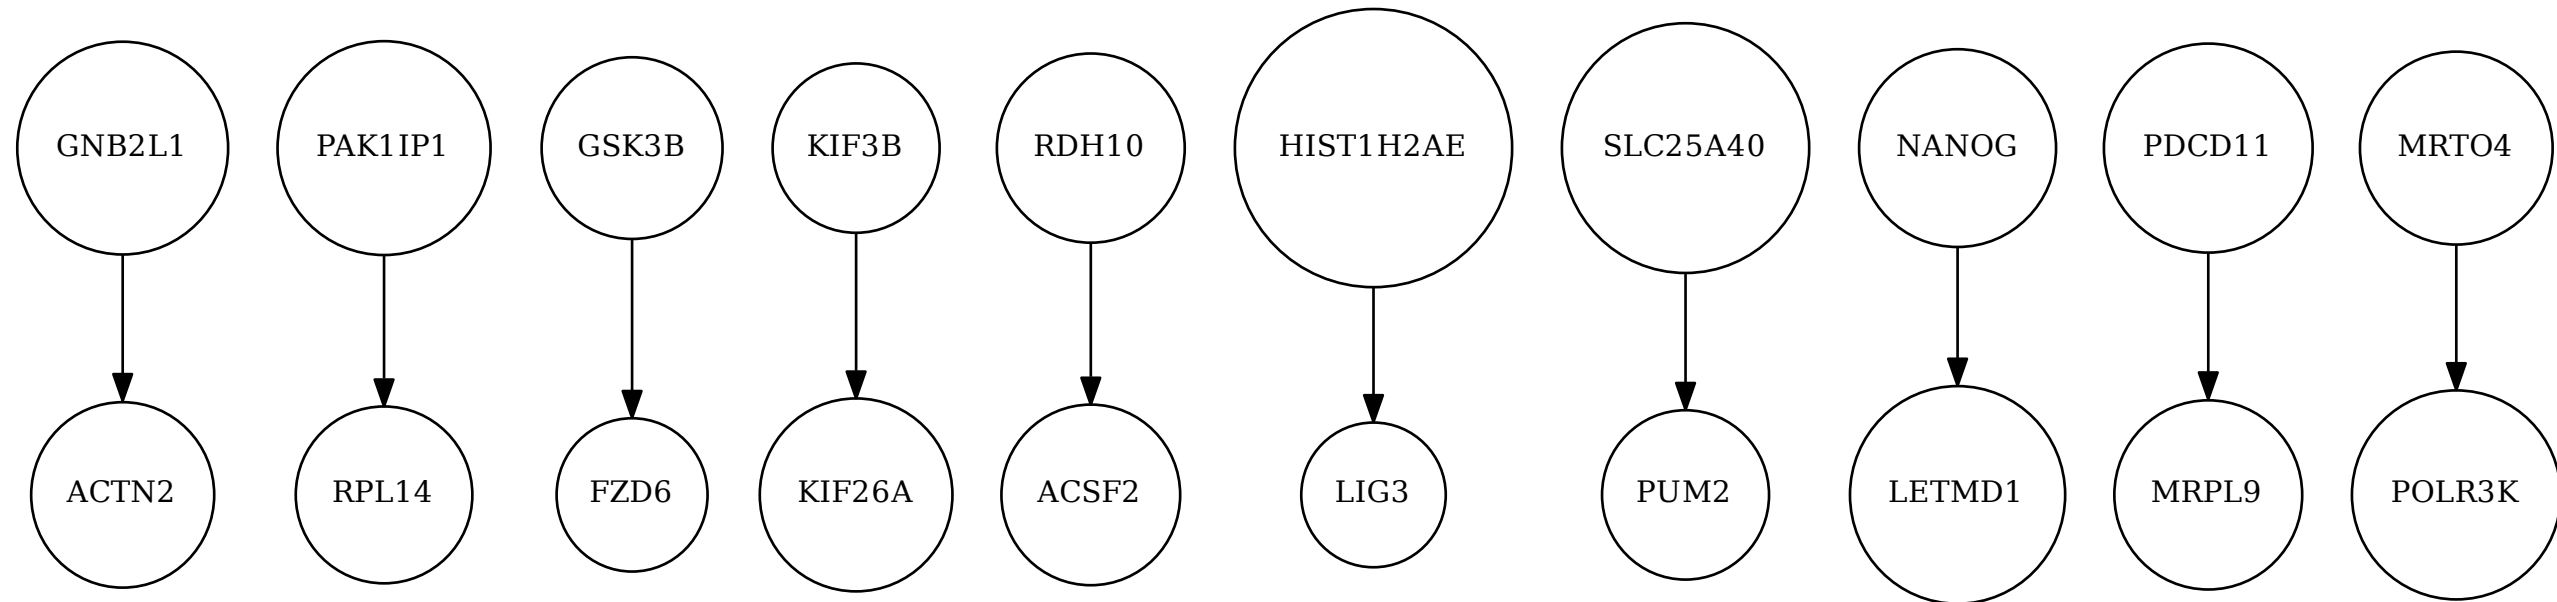 GNB2L1 PAK1IP1 GSK3B KIF3B RDH10 HIST1H2AE SLC25A40 NANOG PDCD11 MRTO4
ACTN2 RPL14 FZD6 KIF26A ACSF2 LIG3 PUM2 LETMD1 MRPL9 POLR3K